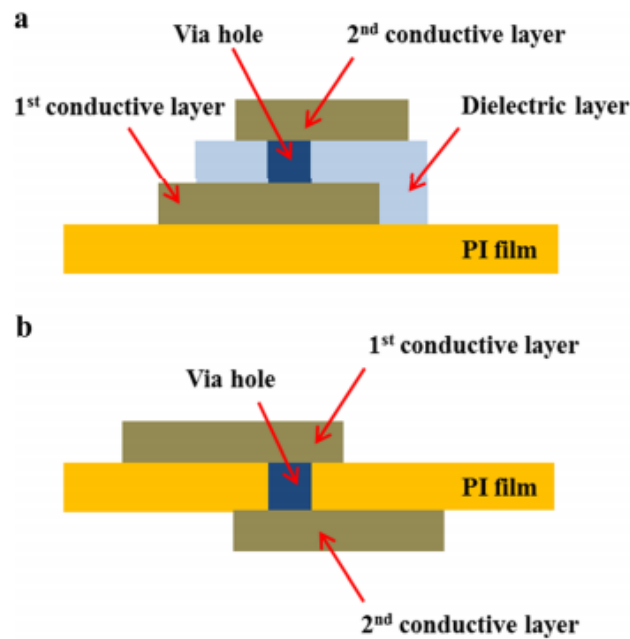 a
Via hole
2nd conductive layer
1st conductive layer
Dielectric layer
PI film
b
1st conductive layer
Via hole
PI film
2nd conductive layer